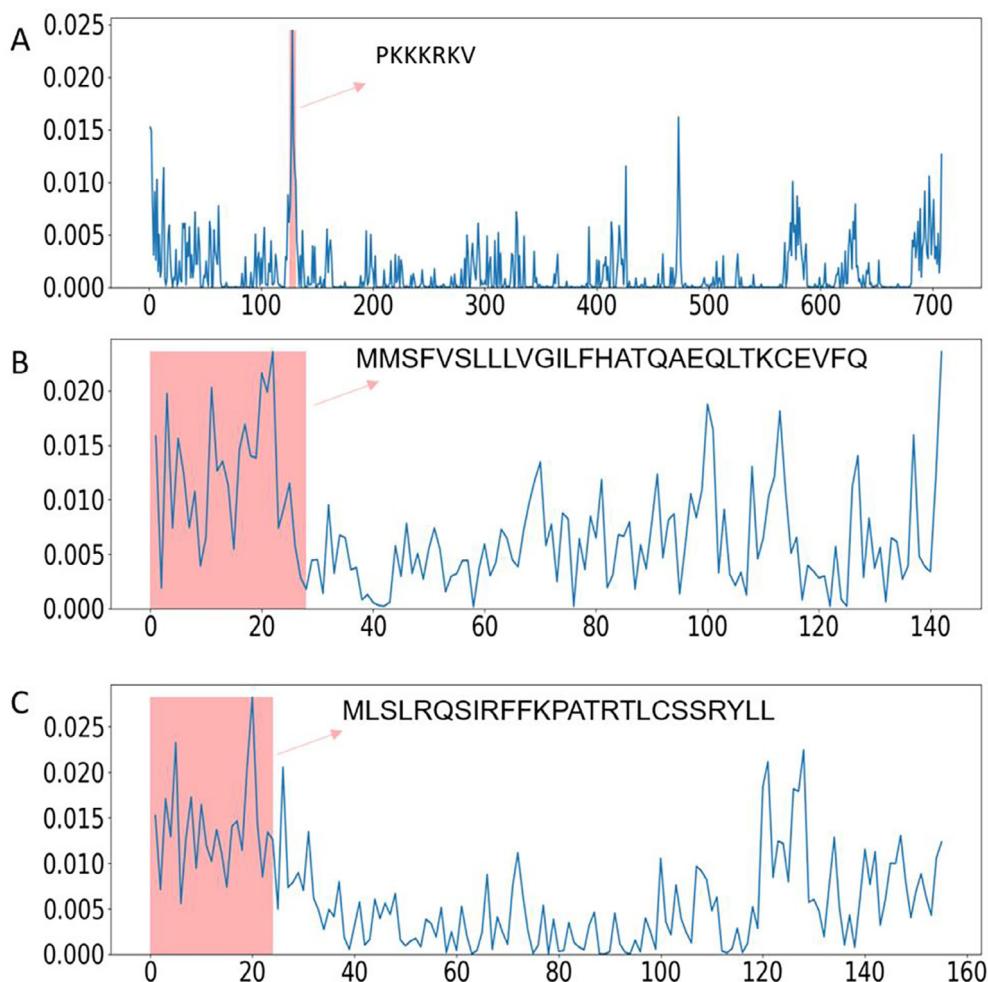 A
0.025
0.020
0.015
0.010
0.005
0.000
PKKKRKV
0 100 200 300 400 500 600 700
B
0.020
0.015
0.010
0.005
0.000
MMSFVSLLLVGILFHATQAEQLTKCEVFQ
0 20 40 60 80 100 120 140
C
0.025
0.020
0.015
0.010
0.005
0.000
MLSLRQSIRFFKPATRTLCSSRYLL
0 20 40 60 80 100 120 140 160